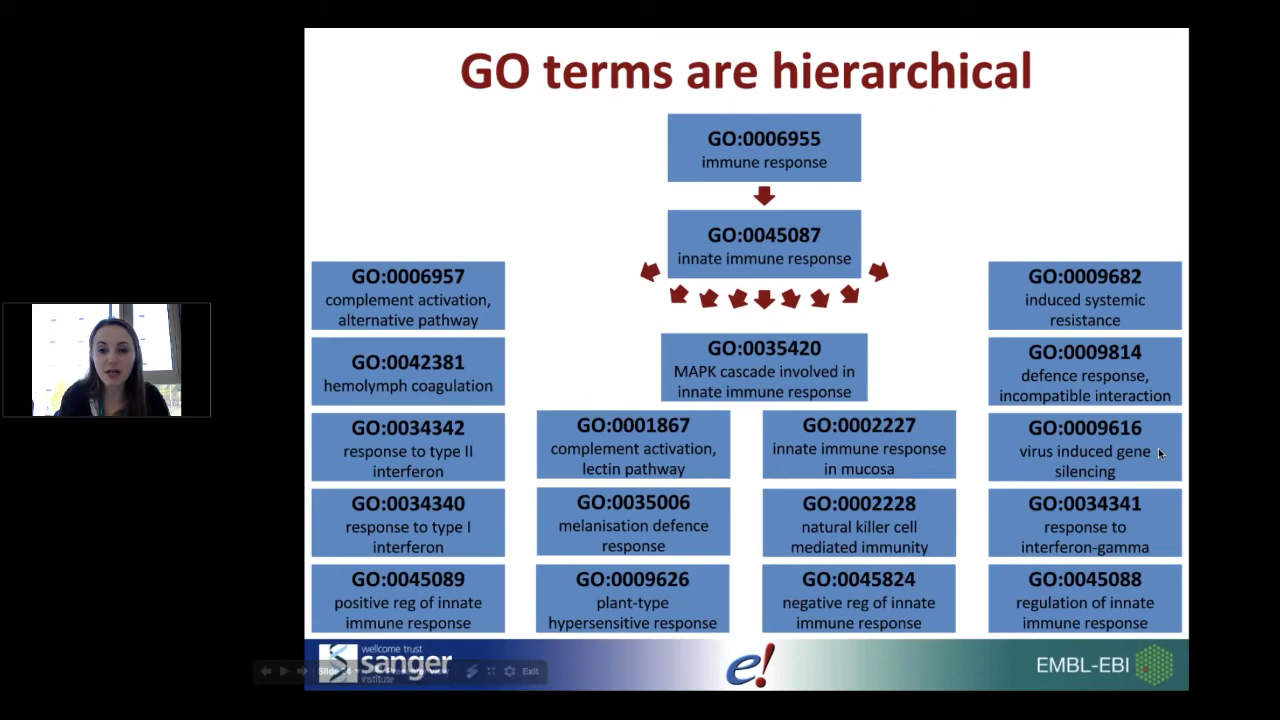 GO terms are hierarchical
GO:0006955
immune response
GO:0045087
innate immune response
GO:0006957
complement activation,
alternative pathway
GO:0042381
hemolymph coagulation
GO:0034342
response to type II
interferon
GO:0034340
response to type I
interferon
GO:0045089
positive reg of innate
immune response
GO:0035420
MAPK cascade involved in
innate immune response
GO:0001867
complement activation,
lectin pathway
GO:0035006
melanisation defence
response
GO:0009626
plant-type
hypersensitive response
GO:0002227
innate immune response
in mucosa
GO:0002228
natural killer cell
mediated immunity
GO:0045824
negative reg of innate
immune response
GO:0009682
induced systemic
resistance
GO:0009814
defence response,
incompatible interaction
GO:0009616
virus induced gene
silencing
GO:0034341
response to
interferon-gamma
GO:0045088
regulation of innate
immune response
wellcome trust
sanger
institute
Exit
e!
EMBL-EBI